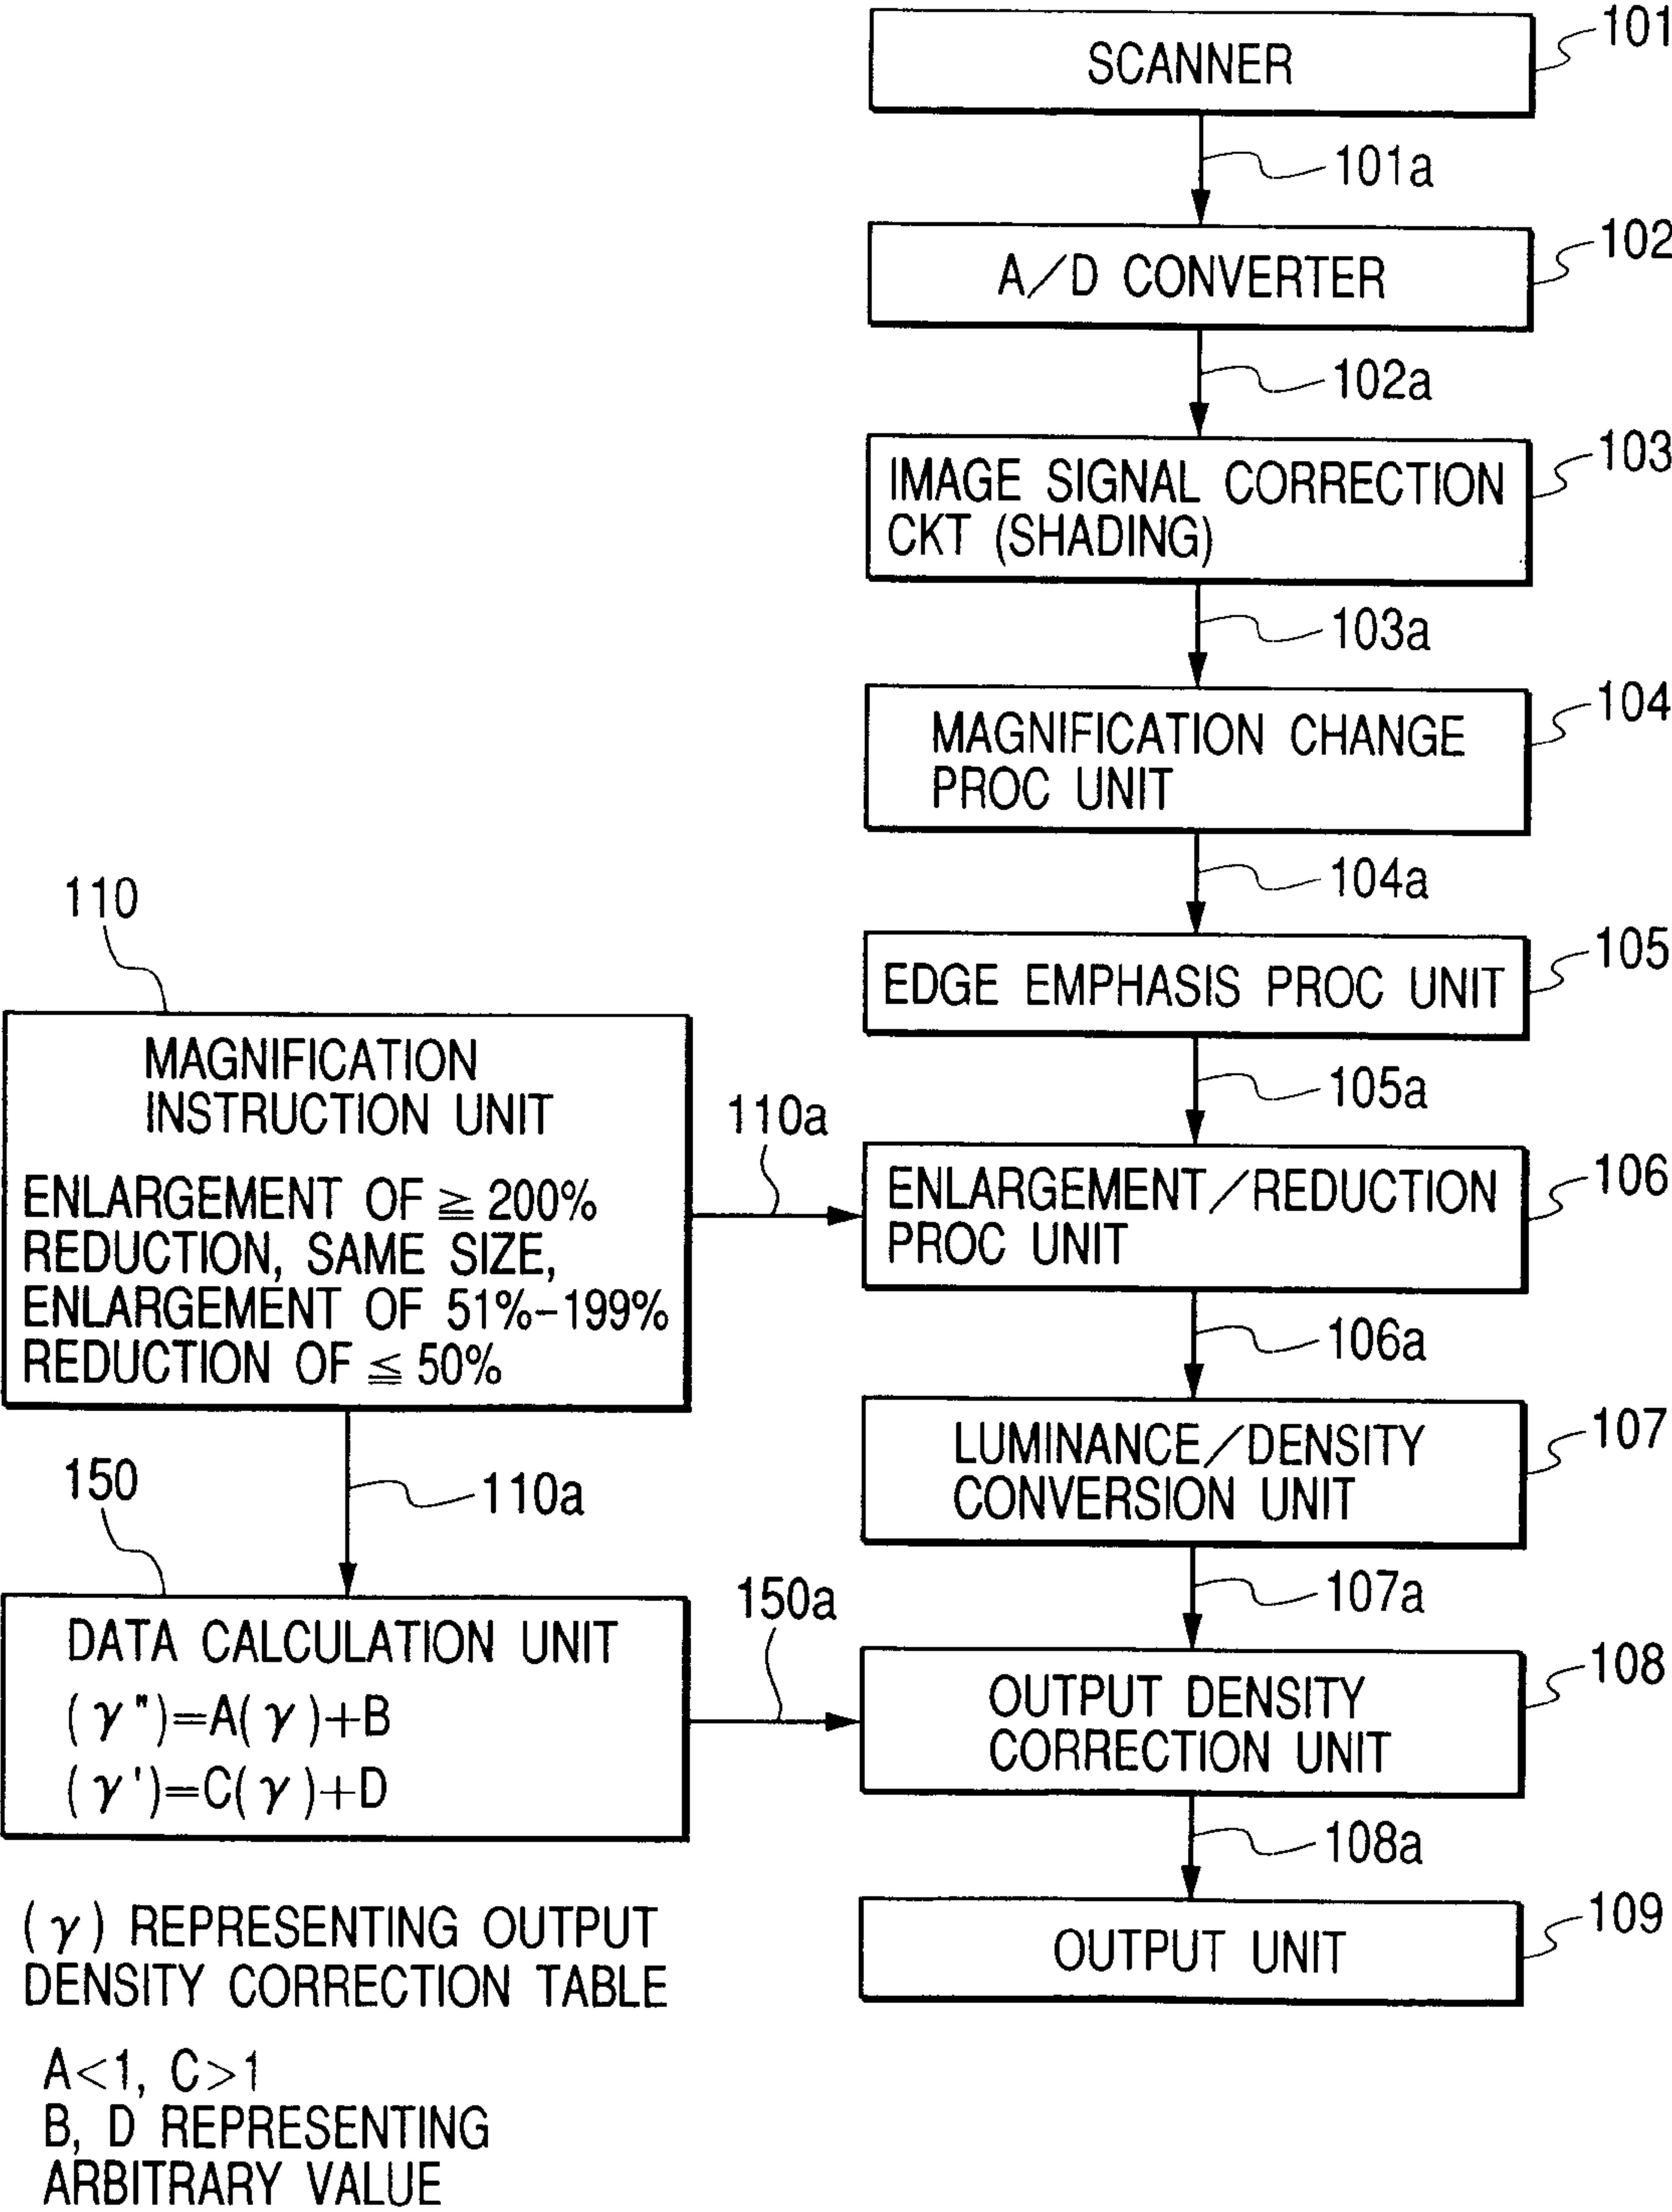 SCANNER
101
101a
A/D CONVERTER
102
102a
IMAGE SIGNAL CORRECTION
CKT (SHADING)
103
103a
MAGNIFICATION CHANGE
PROC UNIT
104
104a
EDGE EMPHASIS PROC UNIT
105
105a
110
MAGNIFICATION
INSTRUCTION UNIT
ENLARGEMENT OF ≧ 200%
REDUCTION, SAME SIZE,
ENLARGEMENT OF 51%-199%
REDUCTION OF ≦ 50%
110a
ENLARGEMENT/REDUCTION
PROC UNIT
106
106a
LUMINANCE/DENSITY
CONVERSION UNIT
107
107a
110a
150
DATA CALCULATION UNIT
(γ")=A(γ)+B
(γ')=C(γ)+D
150a
OUTPUT DENSITY
CORRECTION UNIT
108
108a
OUTPUT UNIT
109
(γ) REPRESENTING OUTPUT
DENSITY CORRECTION TABLE
A<1, C>1
B, D REPRESENTING
ARBITRARY VALUE